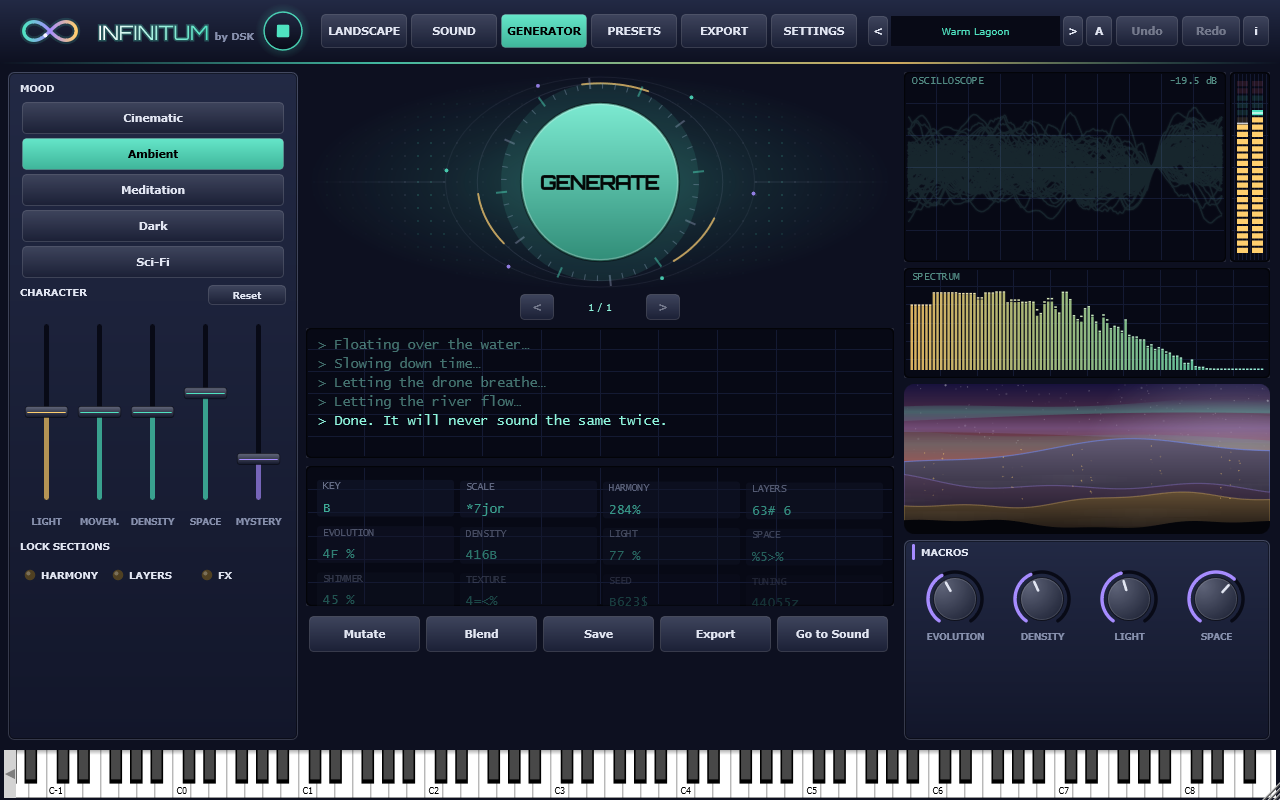 INFINITUM by DSK
LANDSCAPE SOUND GENERATOR PRESETS EXPORT SETTINGS < Warm Lagoon > A Undo Redo i
MOOD
Cinematic
Ambient
Meditation
Dark
Sci-Fi
CHARACTER Reset
LIGHT MOVEM. DENSITY SPACE MYSTERY
LOCK SECTIONS
HARMONY LAYERS FX
GENERATE
< 1 / 1 >
> Floating over the water…
> Slowing down time…
> Letting the drone breathe…
> Letting the river flow…
> Done. It will never sound the same twice.
KEY SCALE HARMONY LAYERS
B *7jor 284% 63# 6
EVOLUTION DENSITY LIGHT SPACE
4F % 416B 77 % %5>%
SHIMMER TEXTURE SEED TUNING
45 % 4=<% B623$ 44055z
Mutate Blend Save Export Go to Sound
OSCILLOSCOPE -19.5 dB
SPECTRUM
MACROS
EVOLUTION DENSITY LIGHT SPACE
C-1 C0 C1 C2 C3 C4 C5 C6 C7 C8